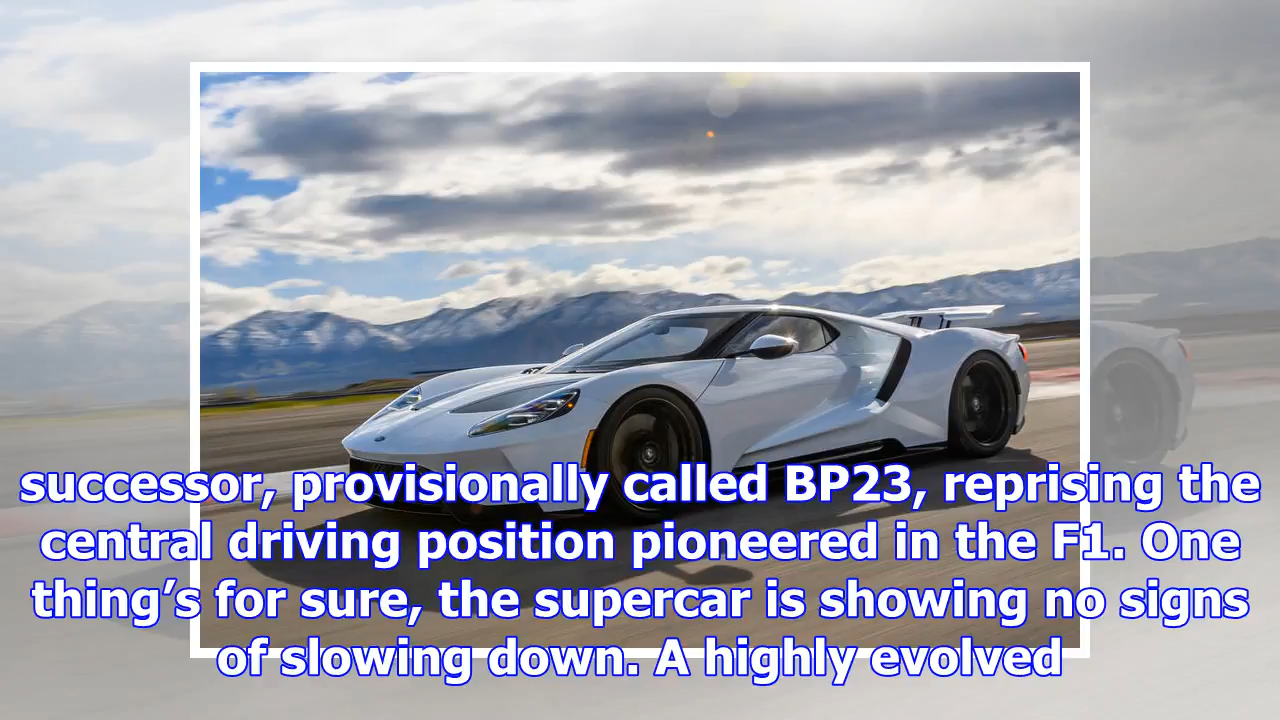 successor, provisionally called BP23, reprising the
central driving position pioneered in the F1. One
thing’s for sure, the supercar is showing no signs
of slowing down. A highly evolved